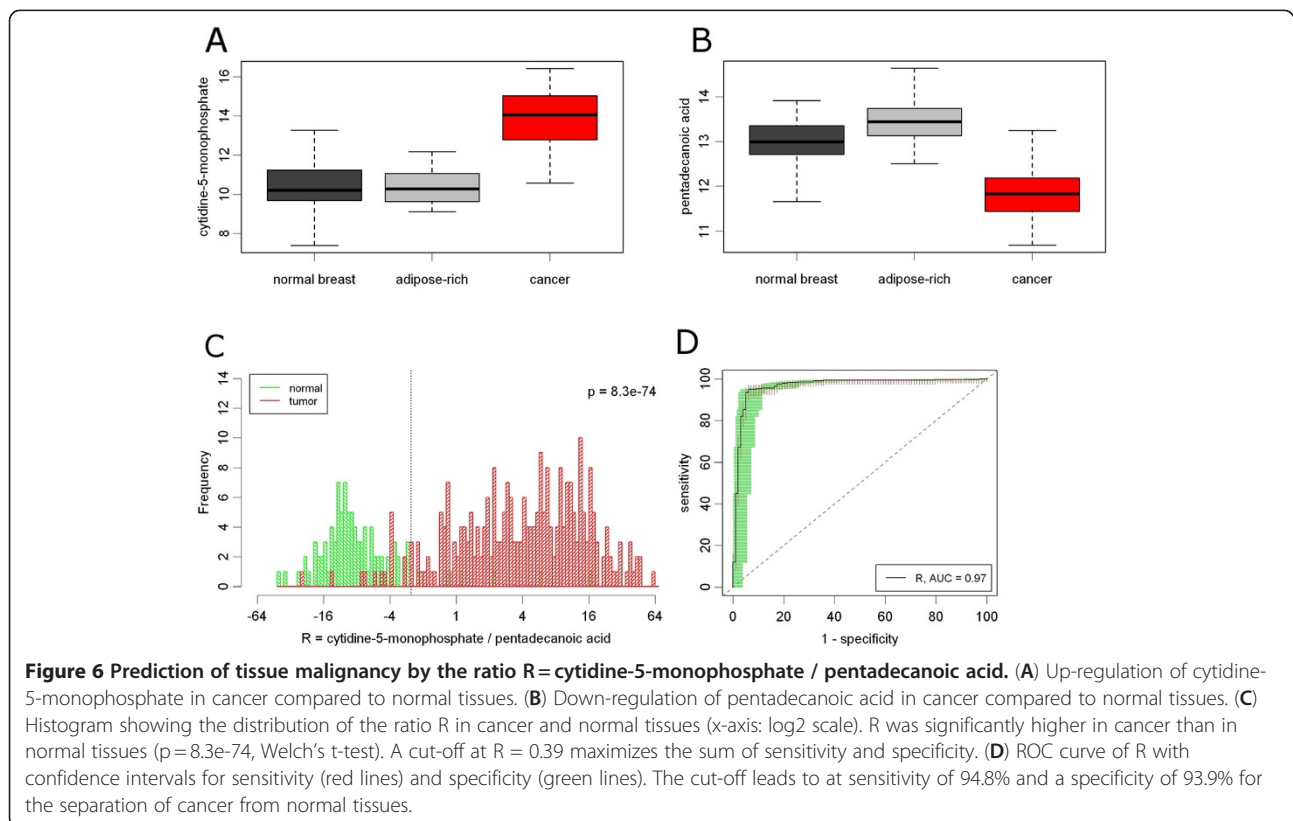 A
cytidine-5-monophosphate
16
14
12
10
8
normal breast
adipose-rich
cancer
B
pentadecanoic acid
14
13
12
11
normal breast
adipose-rich
cancer
C
Frequency
14
12
10
8
6
4
2
0
normal
tumor
p = 8.3e-74
-64
-16
-4
1
4
16
64
R = cytidine-5-monophosphate / pentadecanoic acid
D
sensitivity
100
80
60
40
20
0
R, AUC = 0.97
0
20
40
60
80
100
1 - specificity
Figure 6 Prediction of tissue malignancy by the ratio R = cytidine-5-monophosphate / pentadecanoic acid. (A) Up-regulation of cytidine-
5-monophosphate in cancer compared to normal tissues. (B) Down-regulation of pentadecanoic acid in cancer compared to normal tissues. (C)
Histogram showing the distribution of the ratio R in cancer and normal tissues (x-axis: log2 scale). R was significantly higher in cancer than in
normal tissues (p = 8.3e-74, Welch's t-test). A cut-off at R = 0.39 maximizes the sum of sensitivity and specificity. (D) ROC curve of R with
confidence intervals for sensitivity (red lines) and specificity (green lines). The cut-off leads to at sensitivity of 94.8% and a specificity of 93.9% for
the separation of cancer from normal tissues.